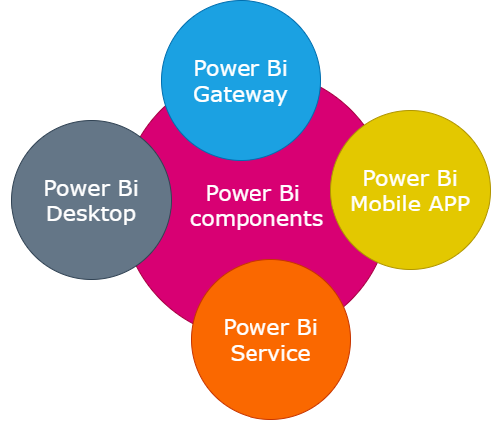 Power Bi
Gateway
Power Bi
Desktop
Power Bi
components
Power Bi
Mobile APP
Power Bi
Service